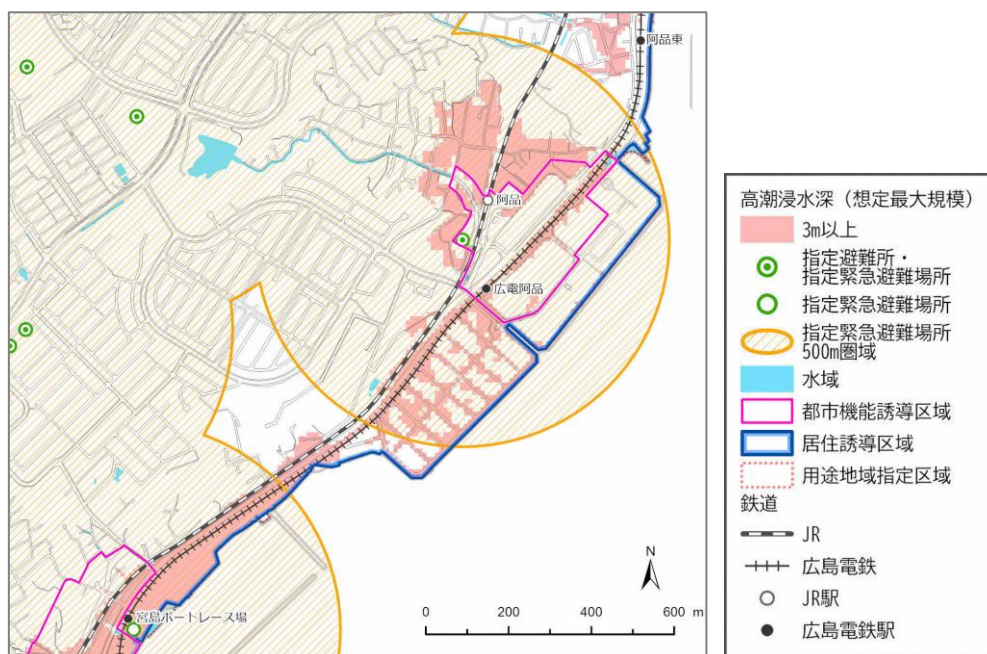 阿品東
阿品
広電阿品
宮島ボートレース場
N
0 200 400 600 m
高潮浸水深（想定最大規模）
3m以上
指定避難所・
指定緊急避難場所
指定緊急避難場所
指定緊急避難場所
500m圏域
水域
都市機能誘導区域
居住誘導区域
用途地域指定区域
鉄道
JR
広島電鉄
JR駅
広島電鉄駅